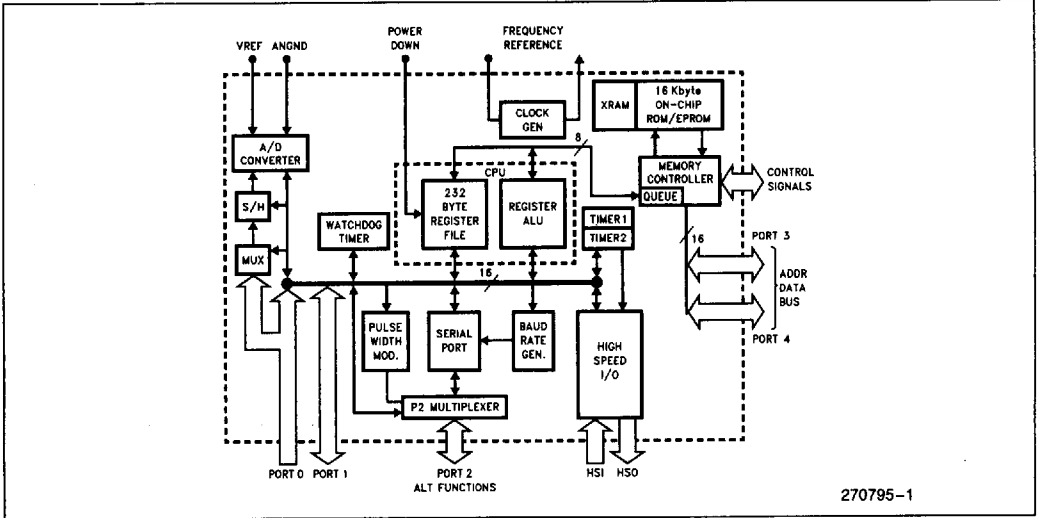 VREF ANGND
POWER
DOWN
FREQUENCY
REFERENCE
A/D
CONVERTER
S/H
MUX
WATCHDOG
TIMER
CLOCK
GEN
8
CPU
232
BYTE
REGISTER
FILE
REGISTER
ALU
16
XRAM
16 Kbyte
ON-CHIP
ROM/EPROM
MEMORY
CONTROLLER
QUEUE
CONTROL
SIGNALS
TIMER1
TIMER2
16
PORT 3
ADDR
DATA
BUS
PORT 4
PULSE
WIDTH
MOD.
SERIAL
PORT
BAUD
RATE
GEN.
HIGH
SPEED
I/O
P2 MULTIPLEXER
PORT 0
PORT 1
PORT 2
ALT FUNCTIONS
HSI
HSO
270795-1